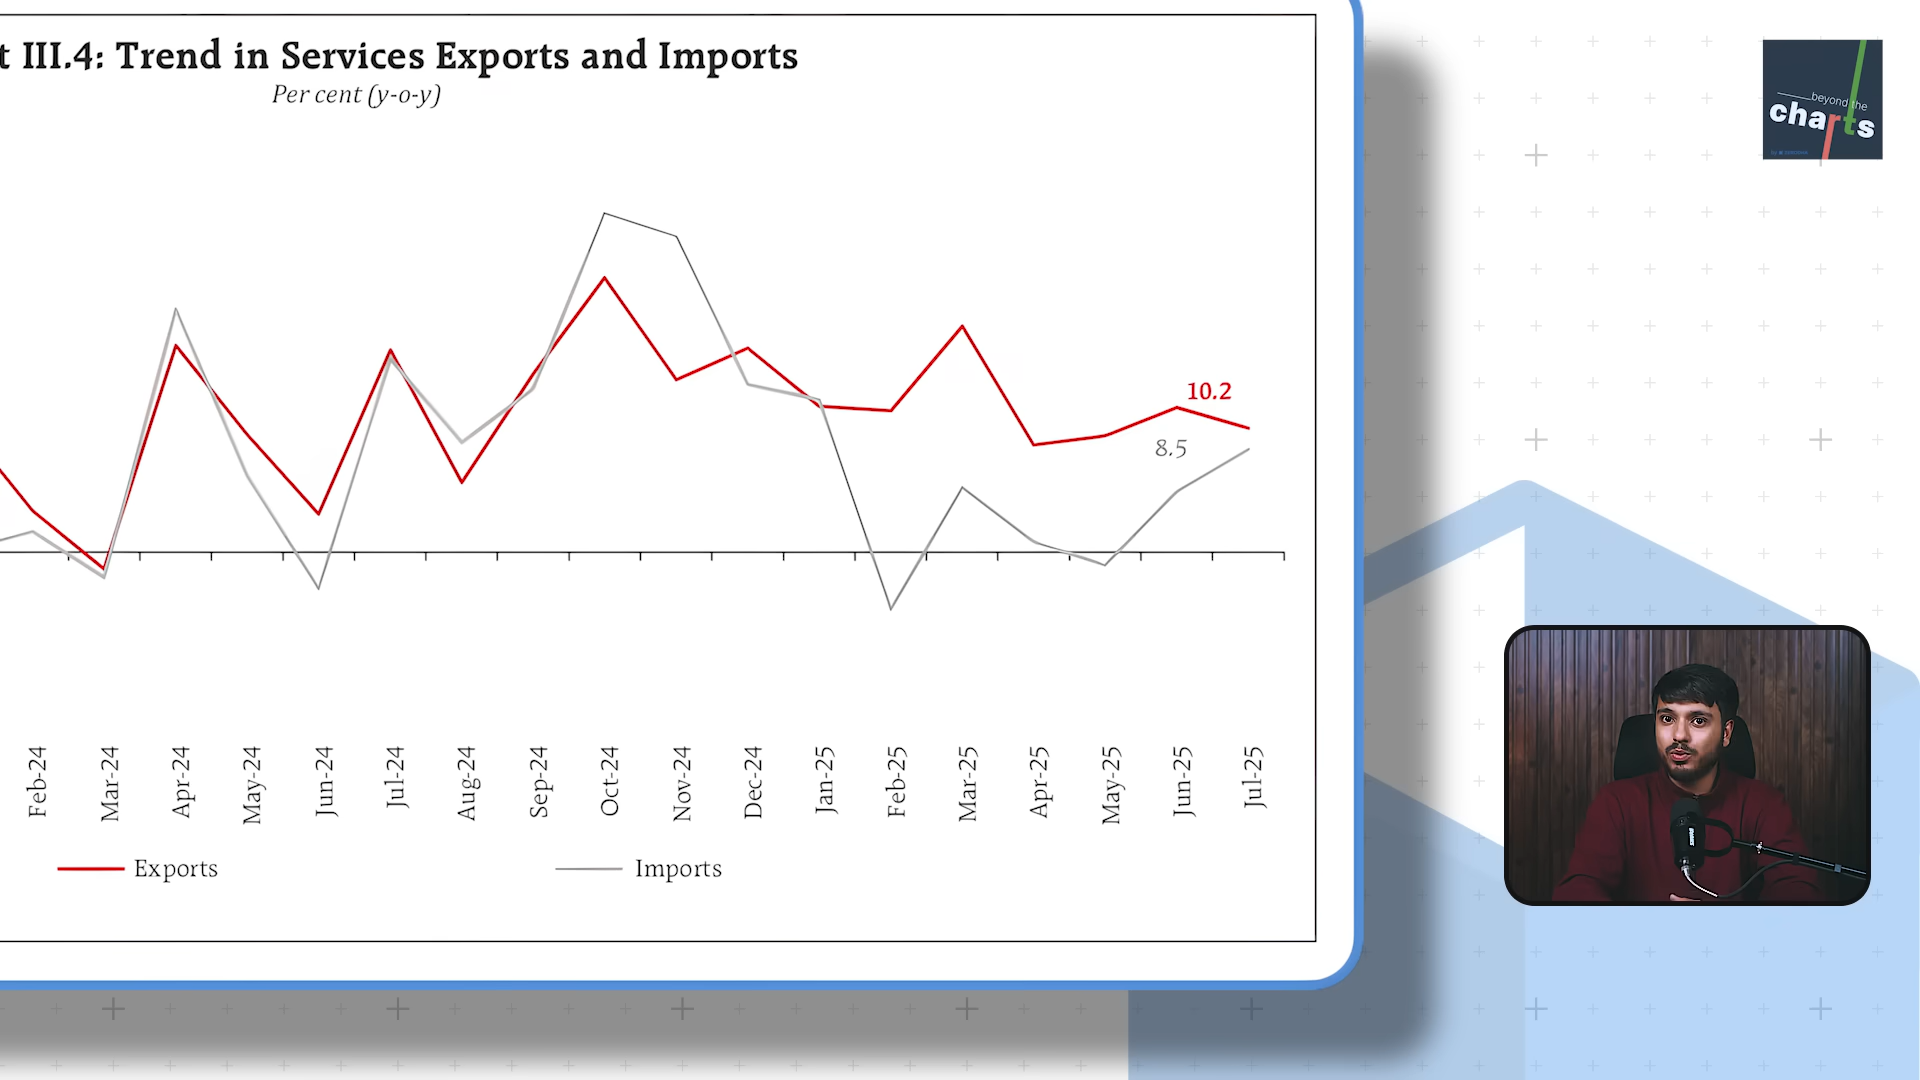 t III.4: Trend in Services Exports and Imports
Per cent (y-o-y)
beyond the
charts
10.2
8.5
Feb-24
Mar-24
Apr-24
May-24
Jun-24
Jul-24
Aug-24
Sep-24
Oct-24
Nov-24
Dec-24
Jan-25
Feb-25
Mar-25
Apr-25
May-25
Jun-25
Jul-25
Exports
Imports